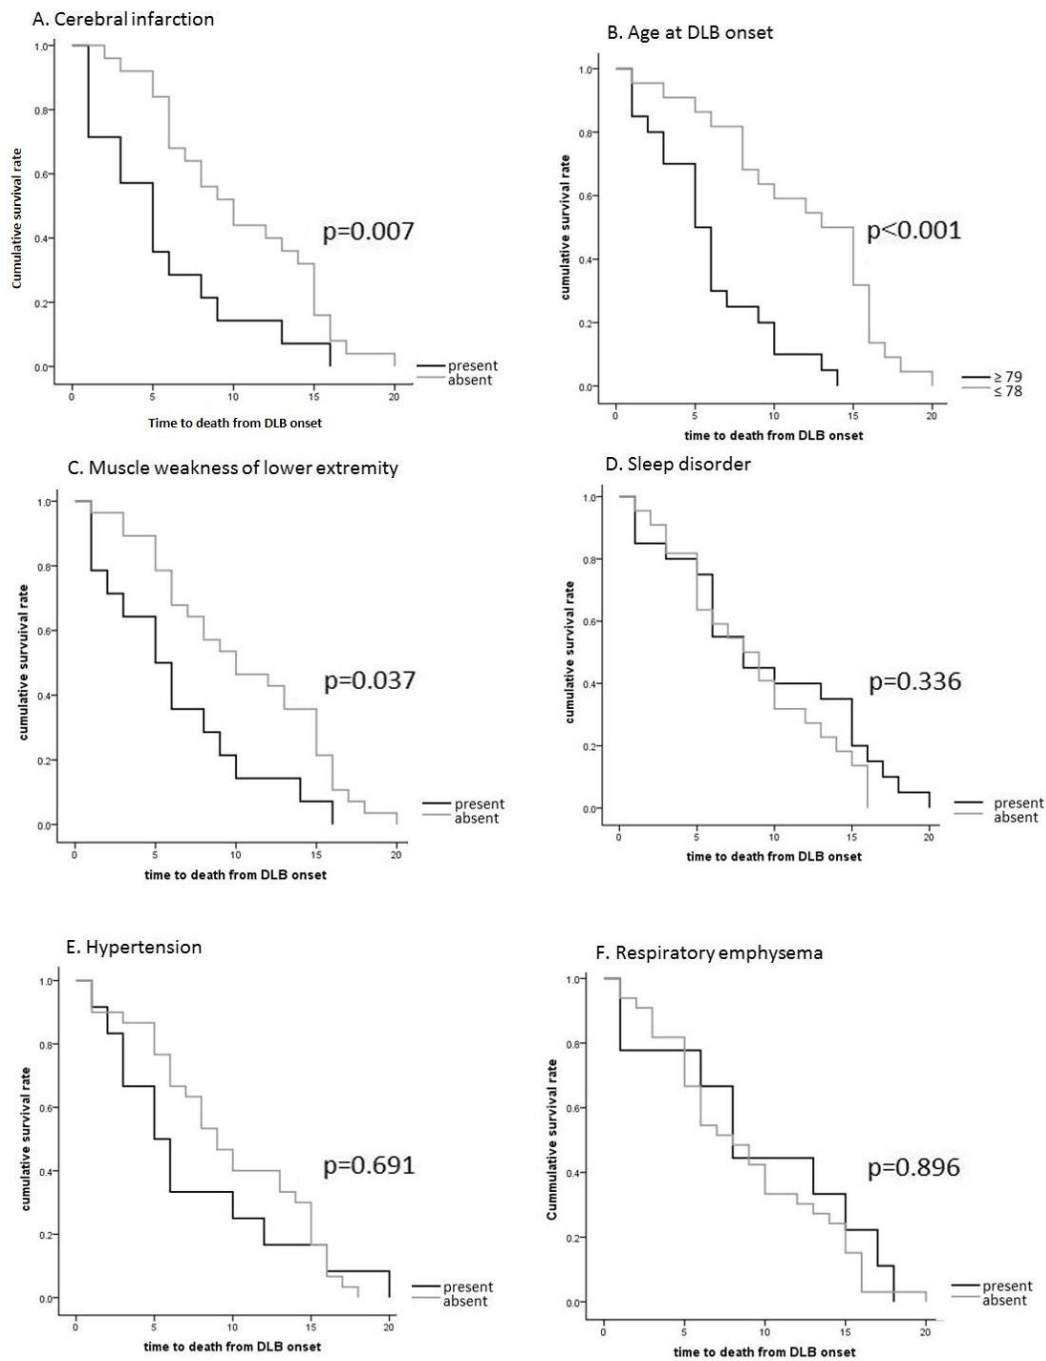 A. Cerebral infarction
Cumulative survival rate
1.0
0.8
0.6
0.4
0.2
0.0
p=0.007
present
absent
0 5 10 15 20
Time to death from DLB onset
B. Age at DLB onset
cumulative survival rate
1.0
0.8
0.6
0.4
0.2
0.0
p<0.001
≥ 79
≤ 78
0 5 10 15 20
time to death from DLB onset
C. Muscle weakness of lower extremity
cumulative survuival rate
1.0
0.8
0.6
0.4
0.2
0.0
p=0.037
present
absent
0 5 10 15 20
time to death from DLB onset
D. Sleep disorder
cumulative survival rate
1.0
0.8
0.6
0.4
0.2
0.0
p=0.336
present
absent
0 5 10 15 20
time to death from DLB onset
E. Hypertension
cumulative survival rate
1.0
0.8
0.6
0.4
0.2
0.0
p=0.691
present
absent
0 5 10 15 20
time to death from DLB onset
F. Respiratory emphysema
Cummulative survival rate
1.0
0.8
0.6
0.4
0.2
0.0
p=0.896
present
absent
0 5 10 15 20
time to death from DLB onset